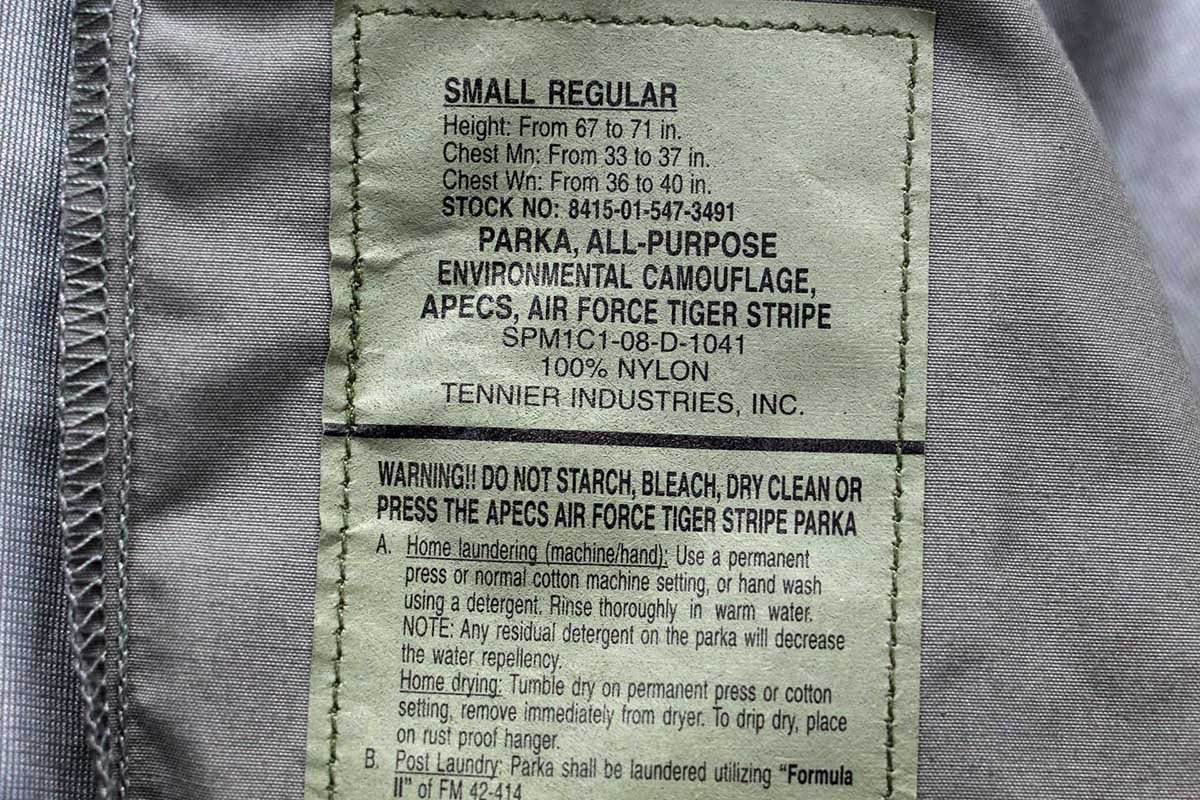 SMALL REGULAR
Height: From 67 to 71 in.
Chest Mn: From 33 to 37 in.
Chest Wn: From 36 to 40 in.
STOCK NO: 8415-01-547-3491
PARKA, ALL-PURPOSE
ENVIRONMENTAL CAMOUFLAGE,
APECS, AIR FORCE TIGER STRIPE
SPM1C1-08-D-1041
100% NYLON
TENNIER INDUSTRIES, INC.
WARNING!! DO NOT STARCH, BLEACH, DRY CLEAN OR
PRESS THE APECS AIR FORCE TIGER STRIPE PARKA
A. Home laundering (machine/hand): Use a permanent
press or normal cotton machine setting, or hand wash
using a detergent. Rinse thoroughly in warm water.
NOTE: Any residual detergent on the parka will decrease
the water repellency.
Home drying: Tumble dry on permanent press or cotton
setting, remove immediately from dryer. To drip dry, place
on rust proof hanger.
B. Post Laundry: Parka shall be laundered utilizing "Formula
II" of FM 42-414